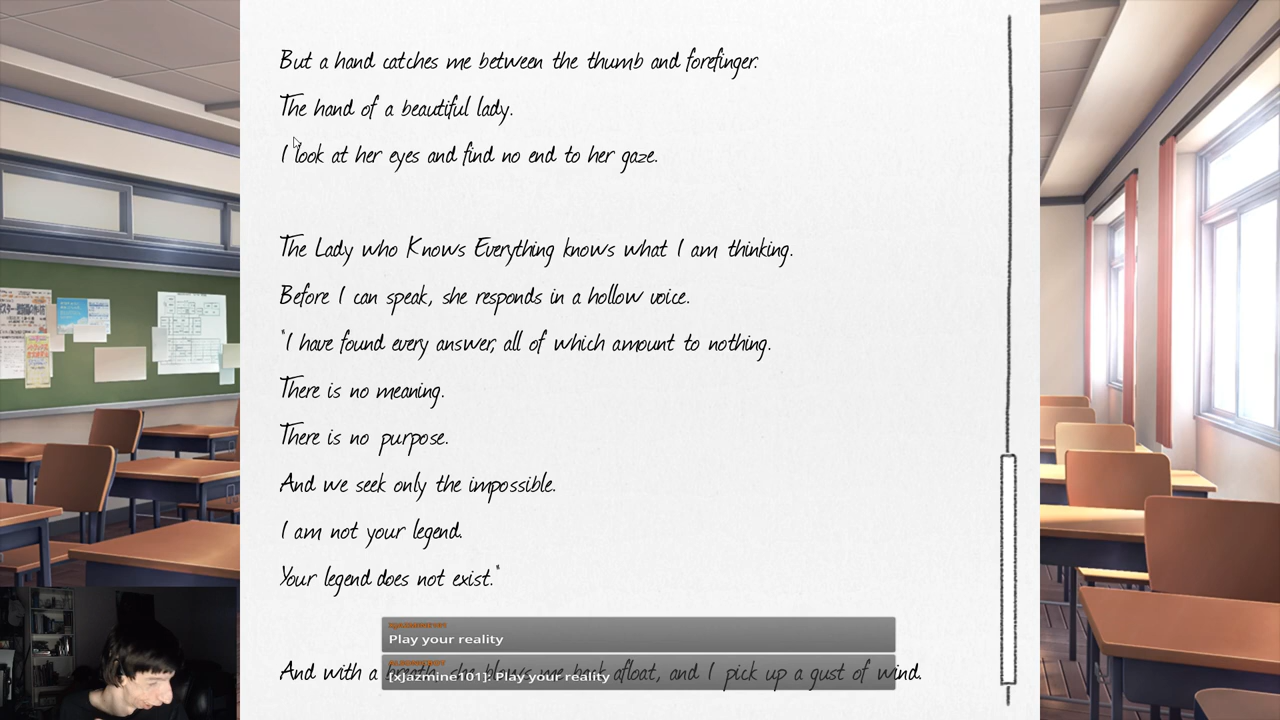 But a hand catches me between the thumb and forefinger.
The hand of a beautiful lady.
I look at her eyes and find no end to her gaze.
The Lady who Knows Everything knows what I am thinking.
Before I can speak, she responds in a hollow voice.
"I have found every answer, all of which amount to nothing.
There is no meaning.
There is no purpose.
And we seek only the impossible.
I am not your legend.
Your legend does not exist."
Play your reality
And with a breath, she blows me back afloat, and I pick up a gust of wind.
[xjazmine101]: Play your reality